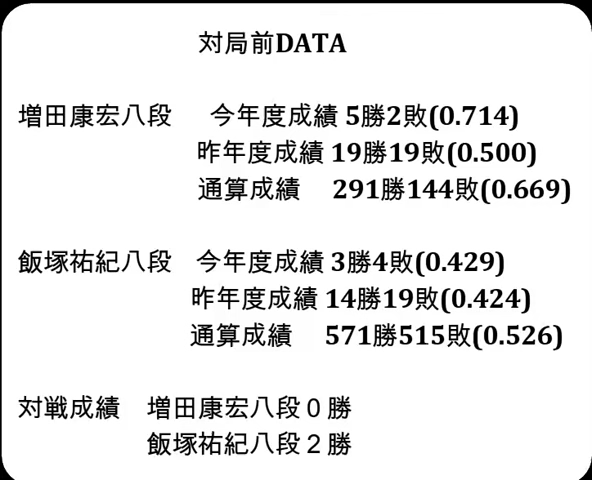 対局前DATA
増田康宏八段 今年度成績 5勝2敗(0.714)
昨年度成績 19勝19敗(0.500)
通算成績 291勝144敗(0.669)
飯塚祐紀八段 今年度成績 3勝4敗(0.429)
昨年度成績 14勝19敗(0.424)
通算成績 571勝515敗(0.526)
対戦成績 増田康宏八段 0 勝
飯塚祐紀八段 2 勝